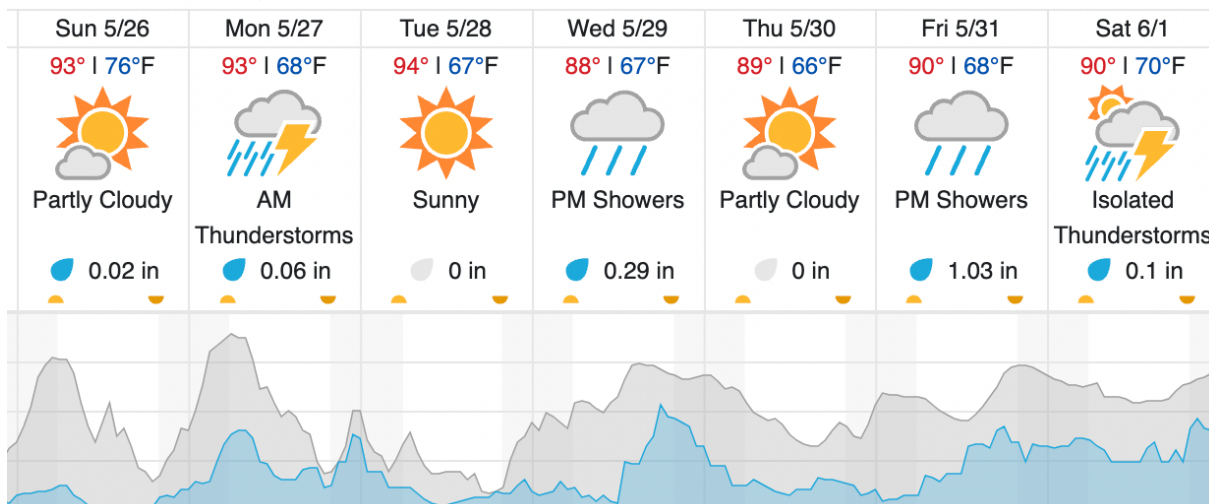 Sun 5/26 Mon 5/27 Tue 5/28 Wed 5/29 Thu 5/30 Fri 5/31 Sat 6/1
93° | 76°F 93° | 68°F 94° | 67°F 88° | 67°F 89° | 66°F 90° | 68°F 90° | 70°F
Partly Cloudy AM Sunny PM Showers Partly Cloudy PM Showers Isolated
Thunderstorms Thunderstorms
0.02 in 0.06 in 0 in 0.29 in 0 in 1.03 in 0.1 in